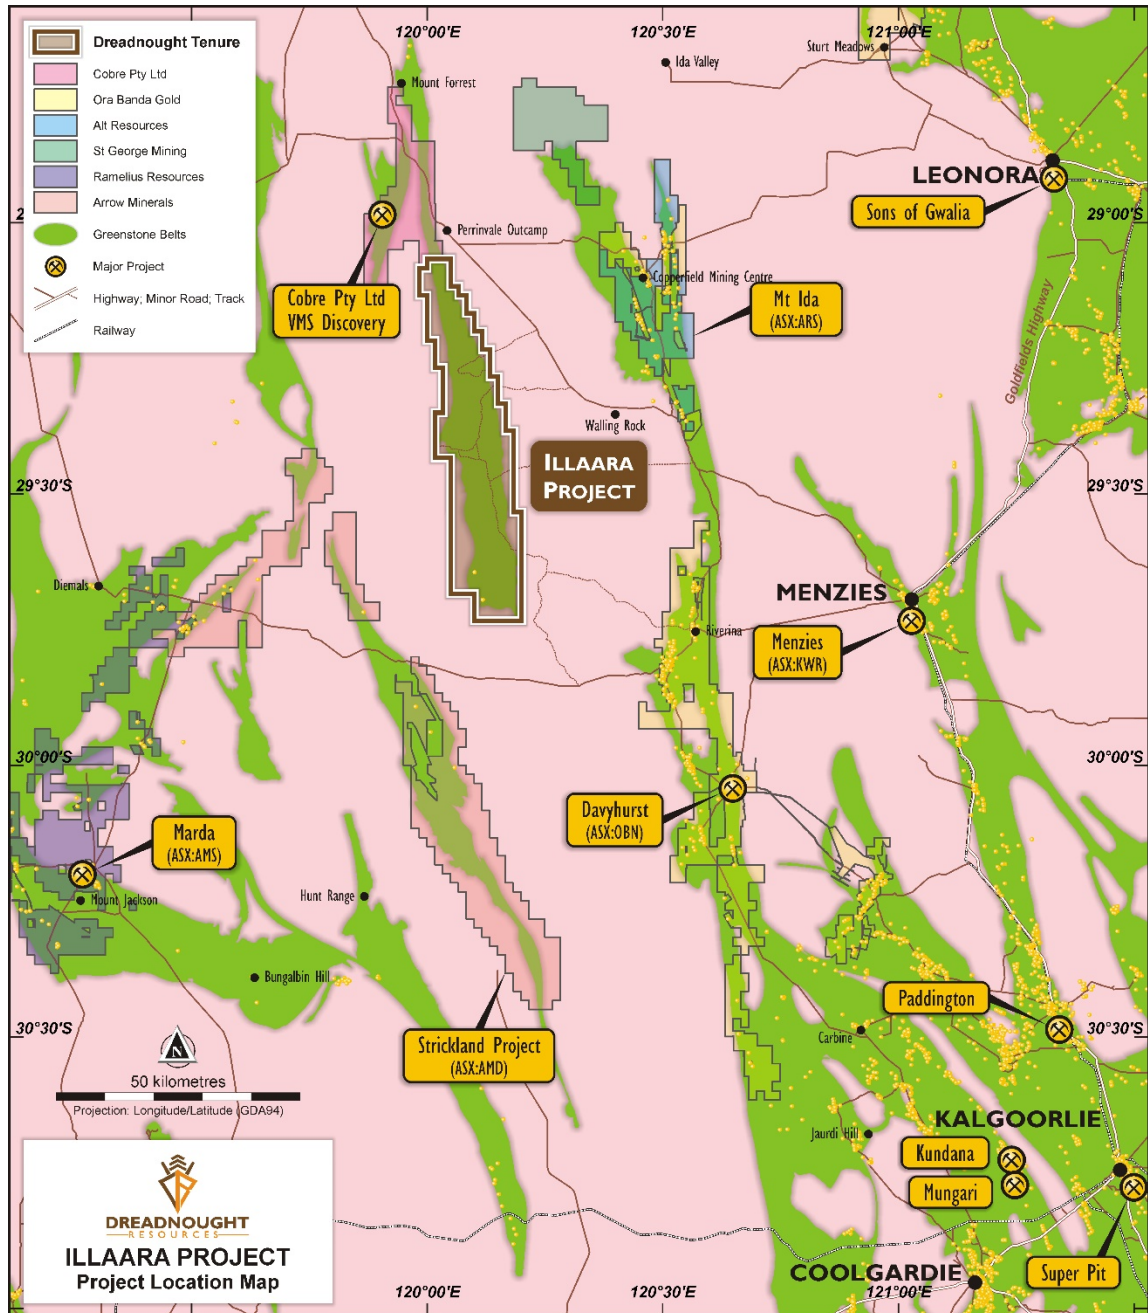 120°00'E
120°30'E
121°00'E
Dreadnought Tenure
Cobre Pty Ltd
Ora Banda Gold
Alt Resources
St George Mining
Ramelius Resources
Arrow Minerals
Greenstone Belts
Major Project
Highway; Minor Road; Track
Railway
Mount Forrest
Ida Valley
Sturt Meadows
LEONORA
Sons of Gwalia
29°00'S
Perrinvale Outcamp
Copperfield Mining Centre
Cobre Pty Ltd
VMS Discovery
Mt Ida
(ASX:ARS)
Goldfields Highway
Walling Rock
ILLAARA
PROJECT
29°30'S
29°30'S
Diemals
MENZIES
Riverina
Menzies
(ASX:KWR)
30°00'S
30°00'S
Davyhurst
(ASX:OBN)
Marda
(ASX:AMS)
Mount Jackson
Hunt Range
Bungalbin Hill
Paddington
30°30'S
30°30'S
Carbine
Strickland Project
(ASX:AMD)
N
50 kilometres
Projection: Longitude/Latitude (GDA94)
Jaurdi Hill
KALGOORLIE
Kundana
Mungari
DREADNOUGHT
RESOURCES
ILLAARA PROJECT
Project Location Map
COOLGARDIE
Super Pit
120°00'E
120°30'E
121°00'E
29°00'S